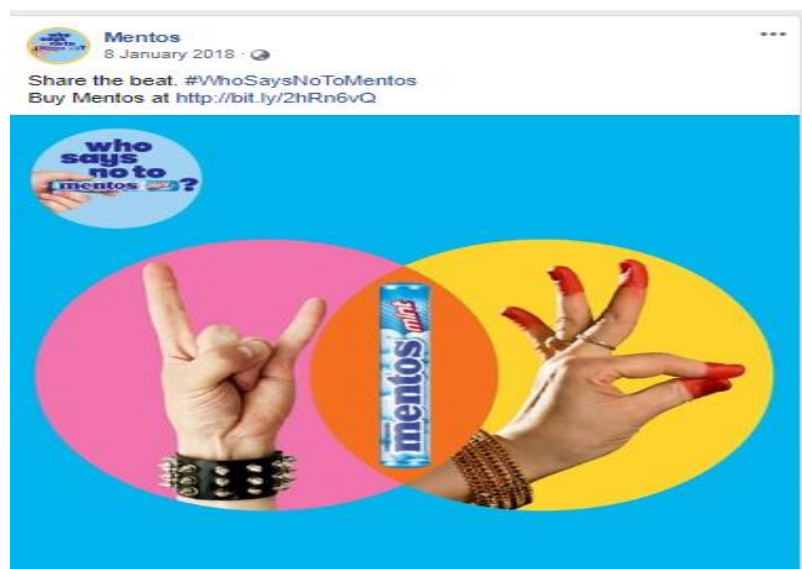 Mentos
8 January 2018 ·
Share the beat. #WhoSaysNoToMentos
Buy Mentos at http://bit.ly/2hRn6vQ
who
says
no to
mentos ?
mentos mint